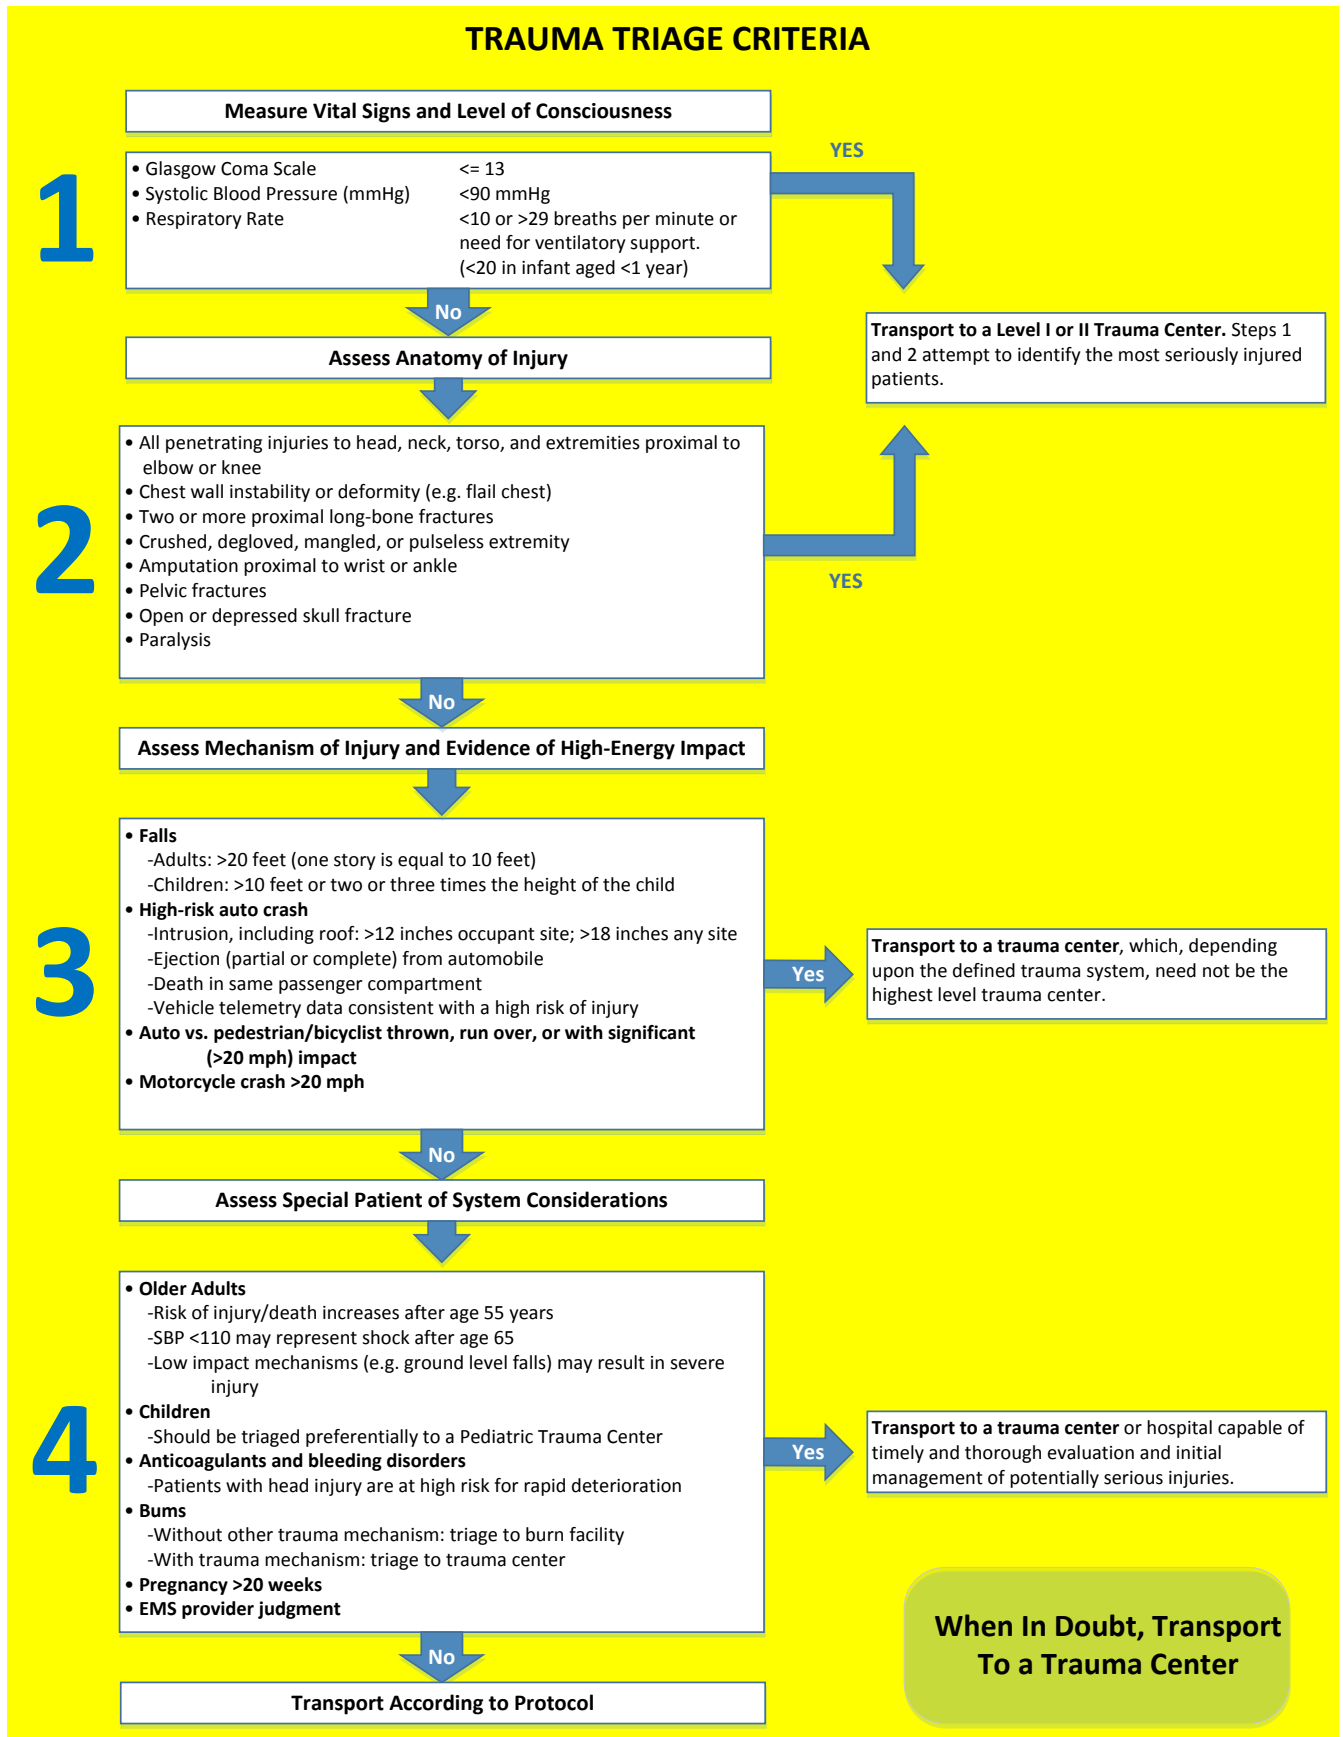 TRAUMA TRIAGE CRITERIA
Measure Vital Signs and Level of Consciousness
1
• Glasgow Coma Scale <= 13
• Systolic Blood Pressure (mmHg) <90 mmHg
• Respiratory Rate <10 or >29 breaths per minute or
need for ventilatory support.
(<20 in infant aged <1 year)
YES
No
Transport to a Level I or II Trauma Center. Steps 1
and 2 attempt to identify the most seriously injured
patients.
Assess Anatomy of Injury
2
• All penetrating injuries to head, neck, torso, and extremities proximal to
elbow or knee
• Chest wall instability or deformity (e.g. flail chest)
• Two or more proximal long-bone fractures
• Crushed, degloved, mangled, or pulseless extremity
• Amputation proximal to wrist or ankle
• Pelvic fractures
• Open or depressed skull fracture
• Paralysis
YES
No
Assess Mechanism of Injury and Evidence of High-Energy Impact
3
• Falls
-Adults: >20 feet (one story is equal to 10 feet)
-Children: >10 feet or two or three times the height of the child
• High-risk auto crash
-Intrusion, including roof: >12 inches occupant site; >18 inches any site
-Ejection (partial or complete) from automobile
-Death in same passenger compartment
-Vehicle telemetry data consistent with a high risk of injury
• Auto vs. pedestrian/bicyclist thrown, run over, or with significant
(>20 mph) impact
• Motorcycle crash >20 mph
Yes
Transport to a trauma center, which, depending
upon the defined trauma system, need not be the
highest level trauma center.
No
Assess Special Patient of System Considerations
4
• Older Adults
-Risk of injury/death increases after age 55 years
-SBP <110 may represent shock after age 65
-Low impact mechanisms (e.g. ground level falls) may result in severe
injury
• Children
-Should be triaged preferentially to a Pediatric Trauma Center
• Anticoagulants and bleeding disorders
-Patients with head injury are at high risk for rapid deterioration
• Bums
-Without other trauma mechanism: triage to burn facility
-With trauma mechanism: triage to trauma center
• Pregnancy >20 weeks
• EMS provider judgment
Yes
Transport to a trauma center or hospital capable of
timely and thorough evaluation and initial
management of potentially serious injuries.
No
Transport According to Protocol
When In Doubt, Transport
To a Trauma Center